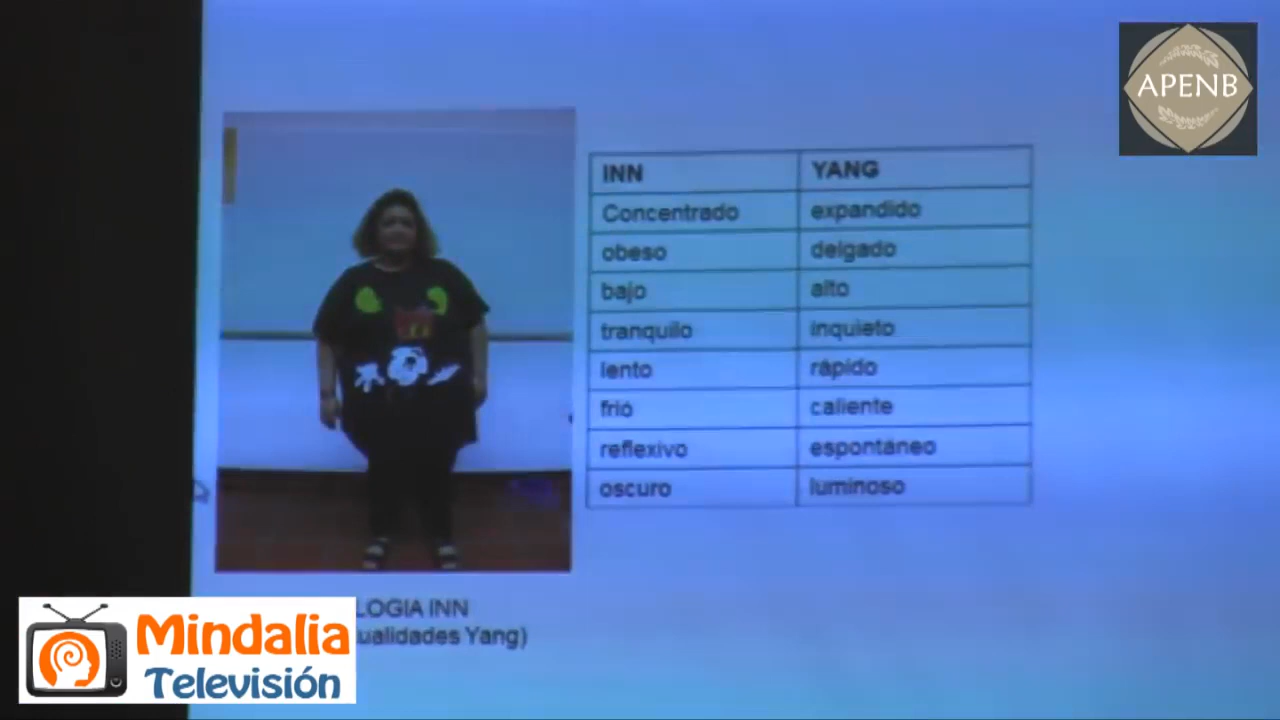 APENB
INN YANG
Concentrado expandido
obeso delgado
bajo alto
tranquilo inquieto
lento rápido
frió caliente
reflexivo espontáneo
oscuro luminoso
LOGIA INN
ualidades Yang)
Mindalia
Televisión